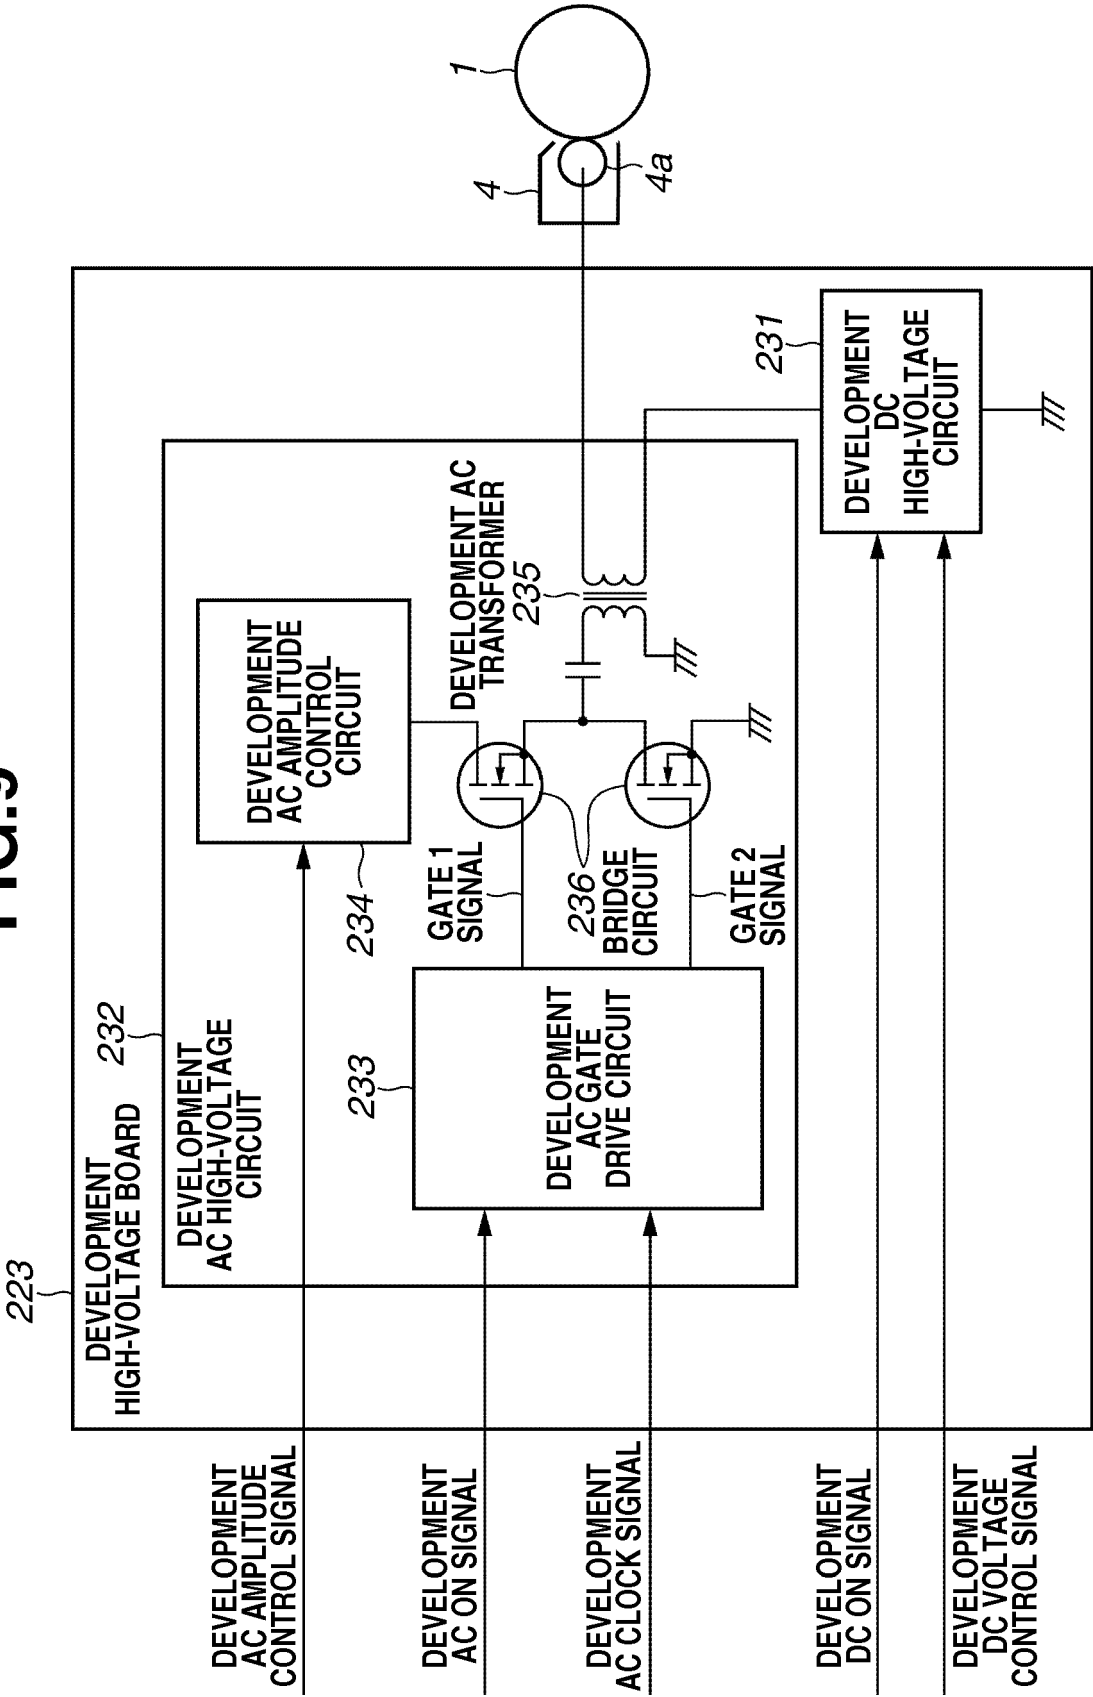 FIG.9
223
DEVELOPMENT
HIGH-VOLTAGE BOARD
232
DEVELOPMENT
AC HIGH-VOLTAGE
CIRCUIT
DEVELOPMENT
AC AMPLITUDE
CONTROL SIGNAL
234
DEVELOPMENT
AC AMPLITUDE
CONTROL
CIRCUIT
DEVELOPMENT
AC ON SIGNAL
DEVELOPMENT
AC CLOCK SIGNAL
233
DEVELOPMENT
AC GATE
DRIVE CIRCUIT
GATE 1
SIGNAL
236
BRIDGE
CIRCUIT
GATE 2
SIGNAL
DEVELOPMENT AC
TRANSFORMER
235
4
4a
1
DEVELOPMENT
DC ON SIGNAL
DEVELOPMENT
DC VOLTAGE
CONTROL SIGNAL
231
DEVELOPMENT
DC
HIGH-VOLTAGE
CIRCUIT